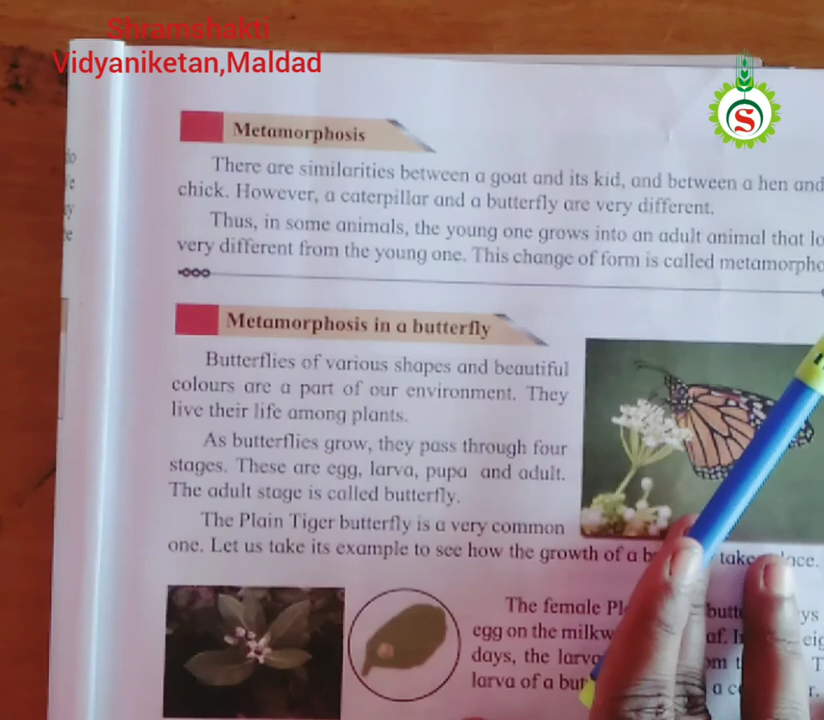 Shramshakti
Vidyaniketan,Maldad
S
Metamorphosis
There are similarities between a goat and its kid, and between a hen and
chick. However, a caterpillar and a butterfly are very different.
Thus, in some animals, the young one grows into an adult animal that
very different from the young one. This change of form is called
Metamorphosis in a butterfly
Butterflies of various shapes and beautiful
colours are a part of our environment. They
live their life among plants.
As butterflies grow, they pass through four
stages. These are egg, larva, pupa and adult.
The adult stage is called butterfly.
The Plain Tiger butterfly is a very common
one. Let us take its example to see how the growth of a
The female
egg on the
days, the
larva of a